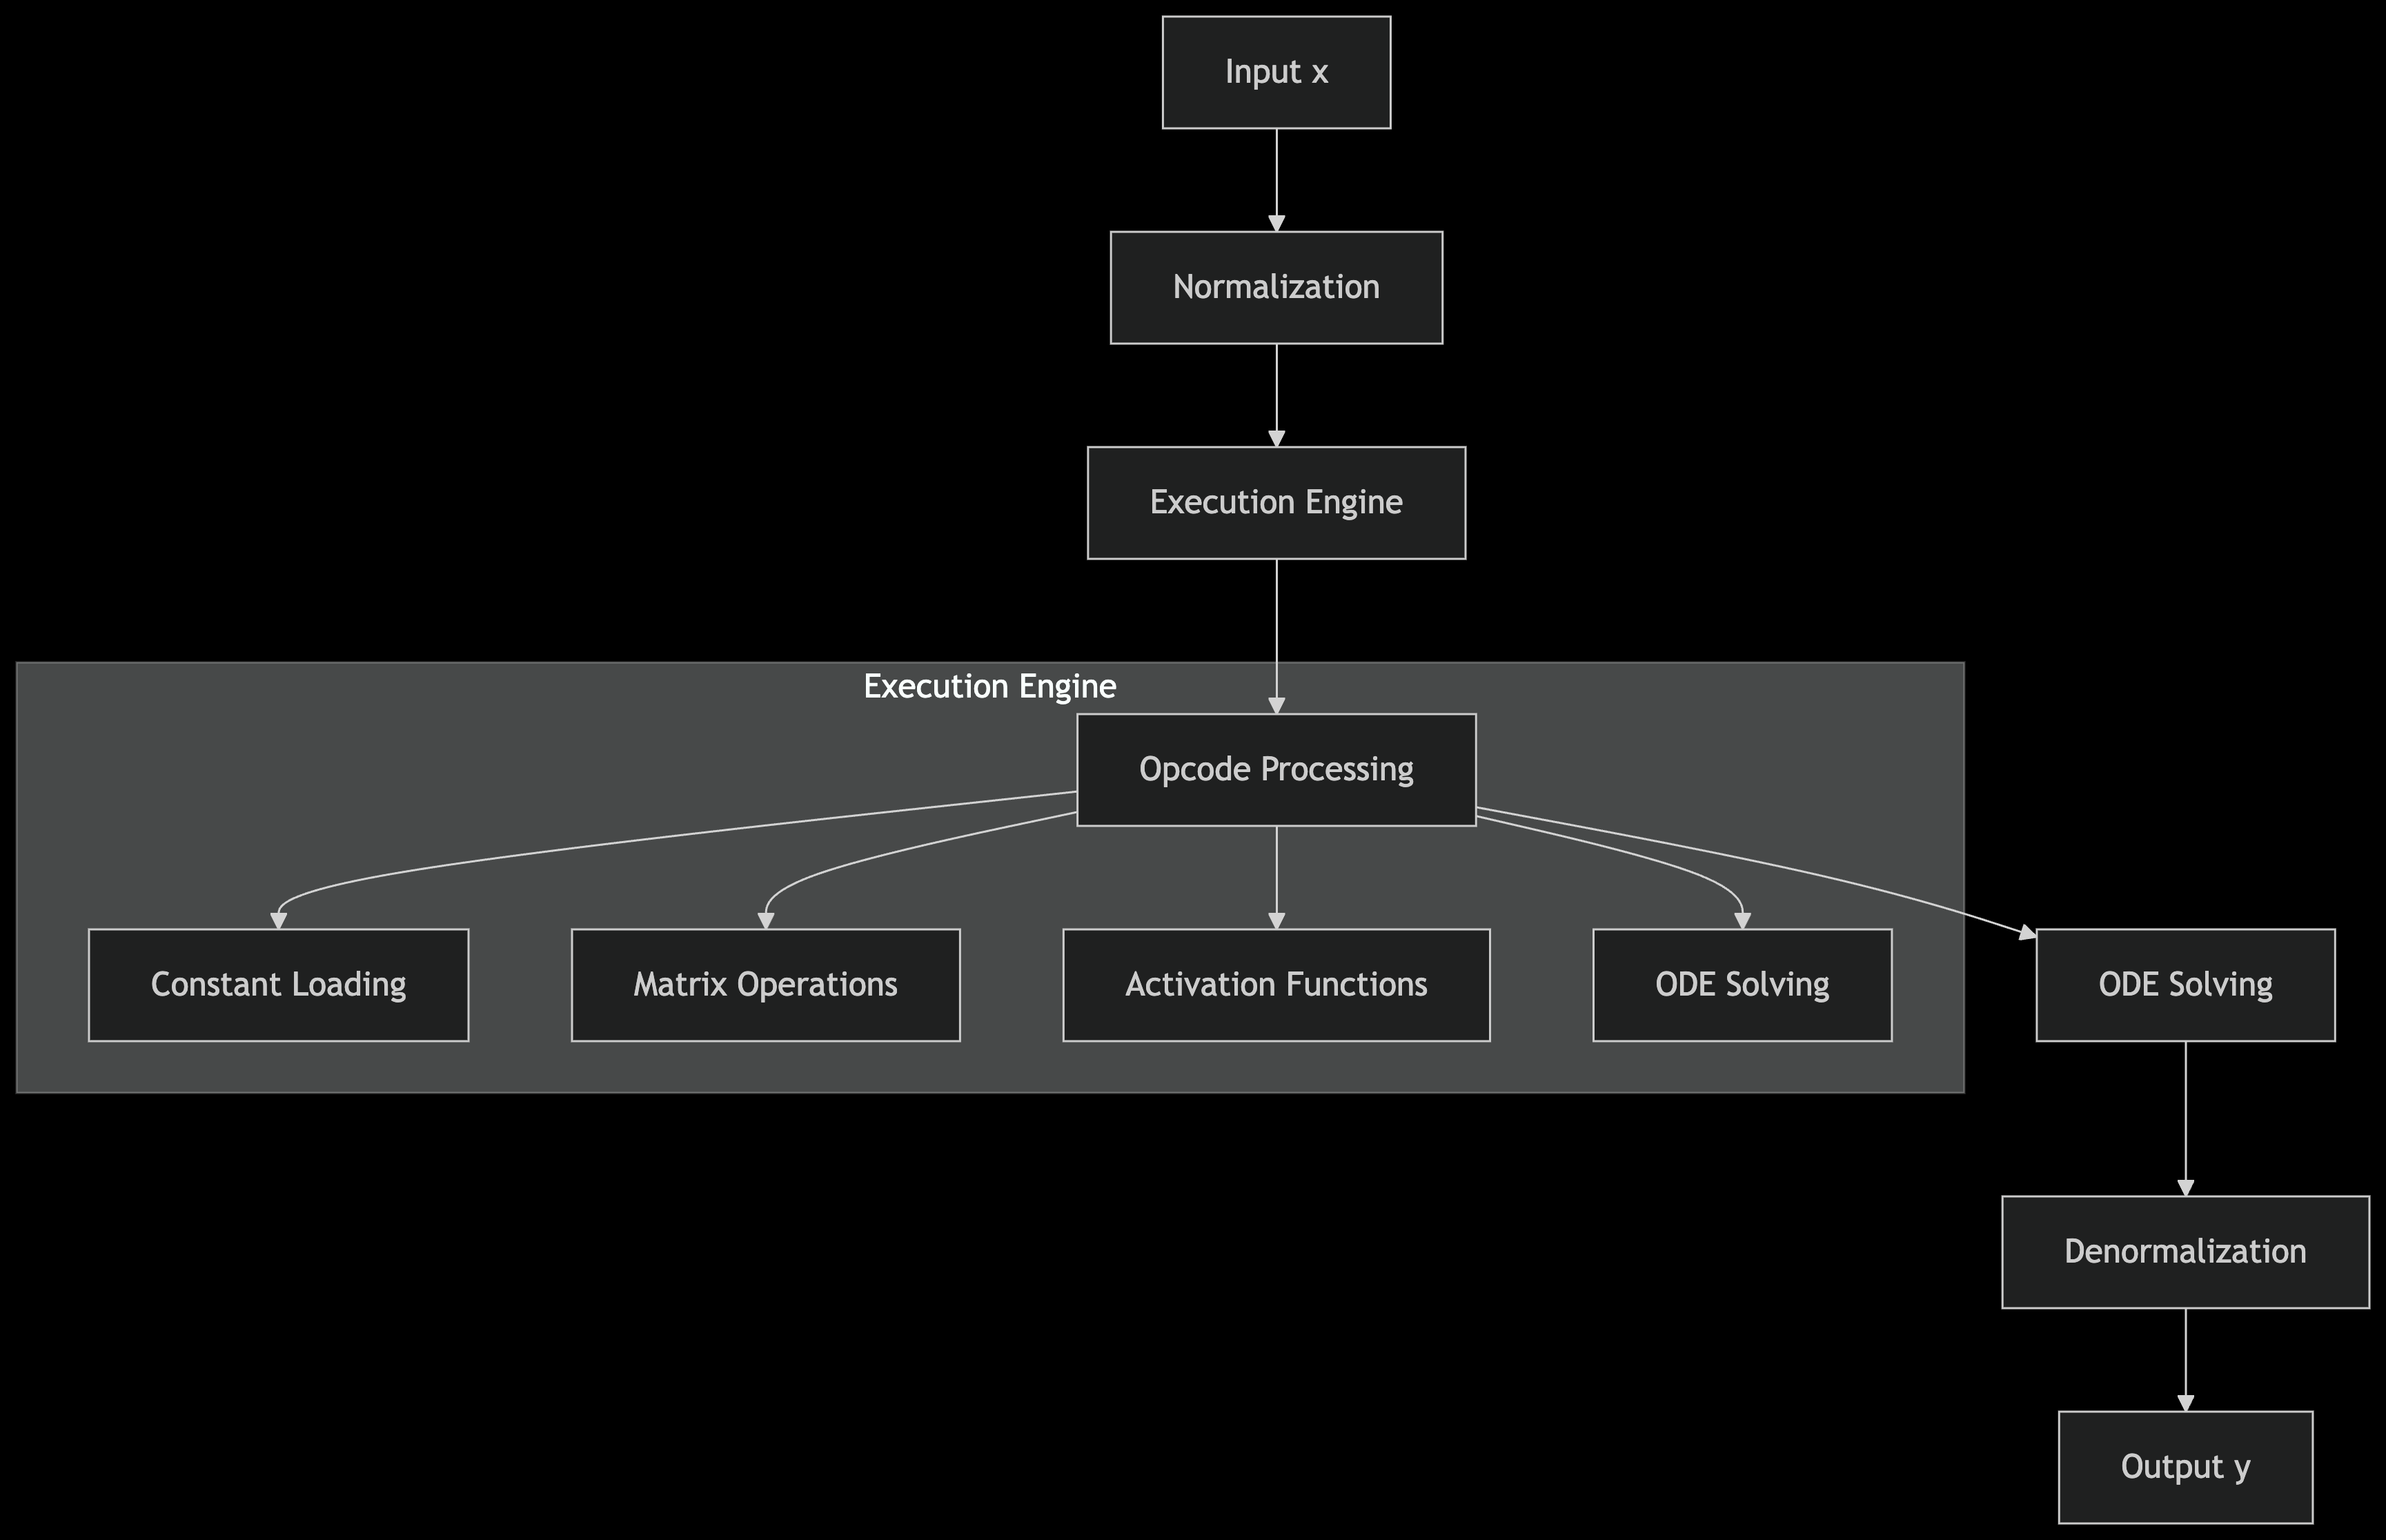 Input x
Normalization
Execution Engine
Execution Engine
Opcode Processing
Constant Loading
Matrix Operations
Activation Functions
ODE Solving
ODE Solving
Denormalization
Output y